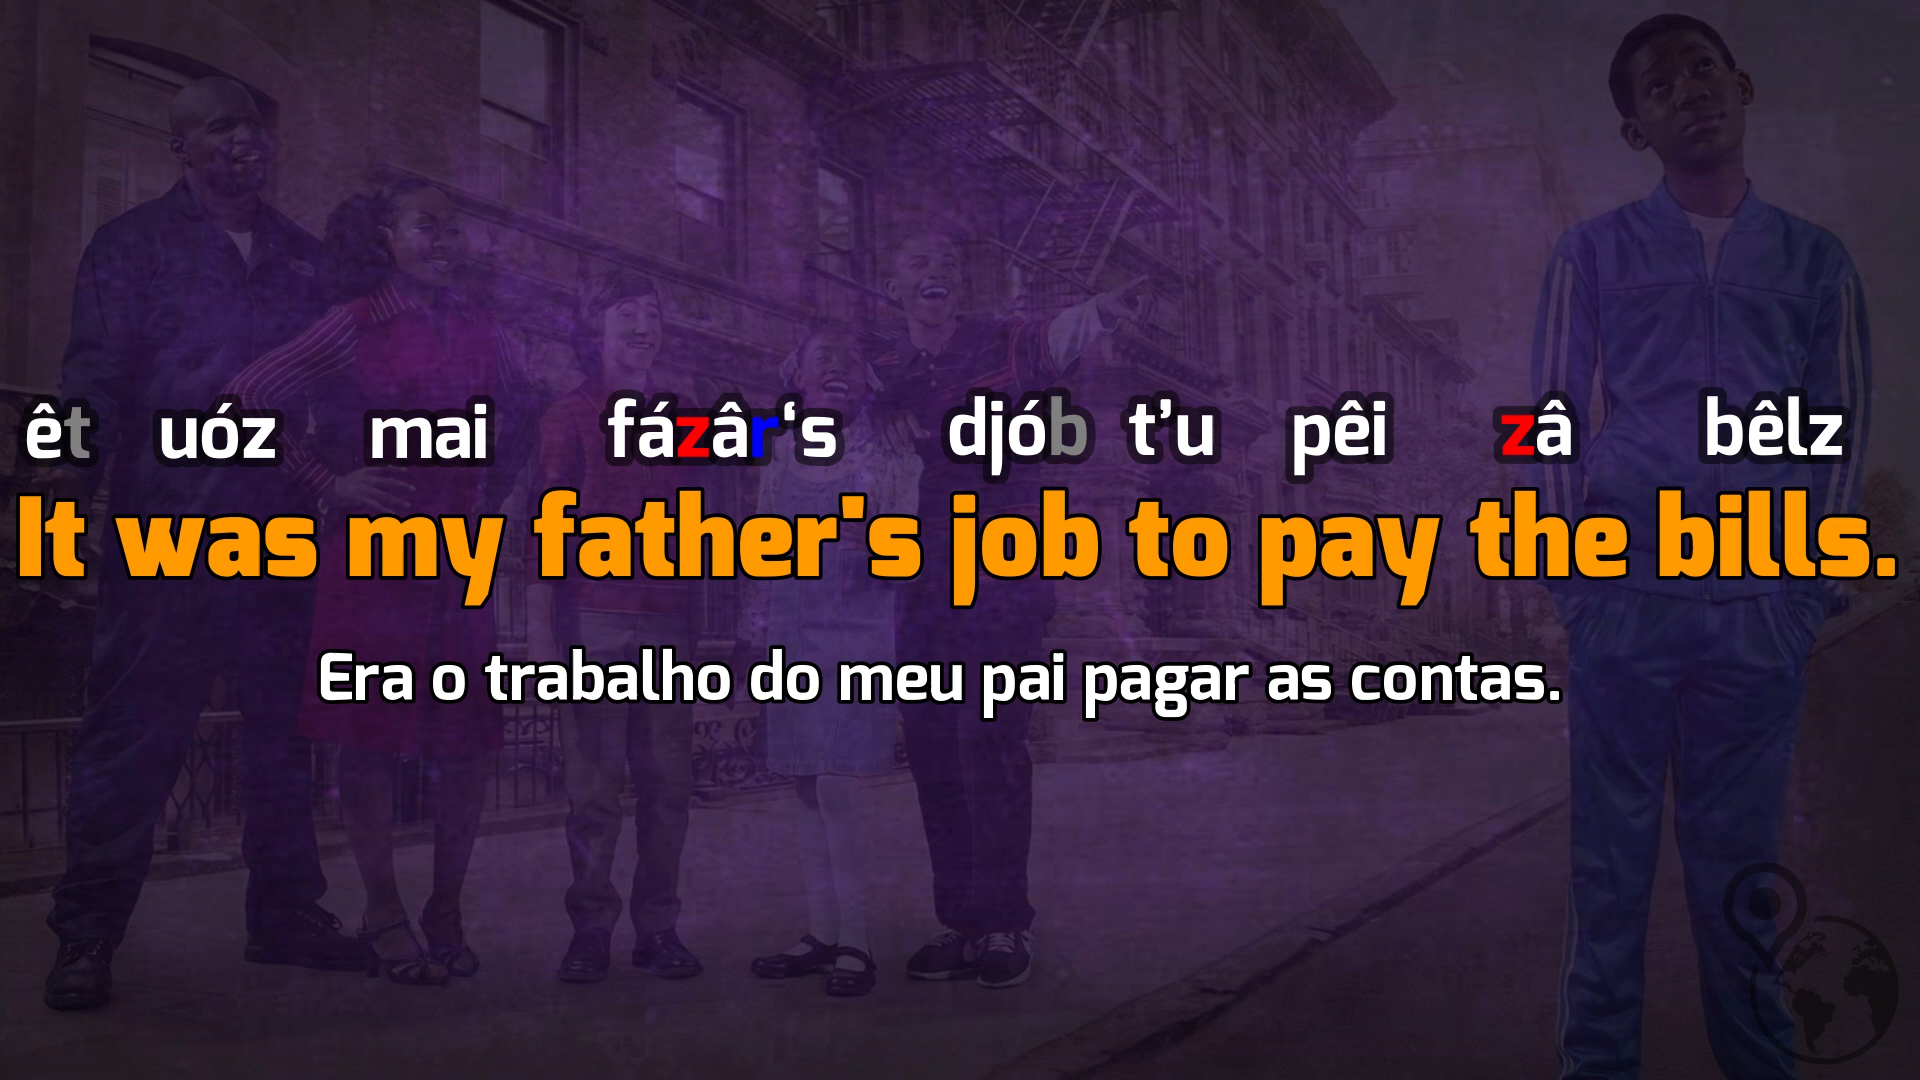 êt uóz mai fázâr‘s djób t’u pêi zâ bêlz
It was my father's job to pay the bills.
Era o trabalho do meu pai pagar as contas.